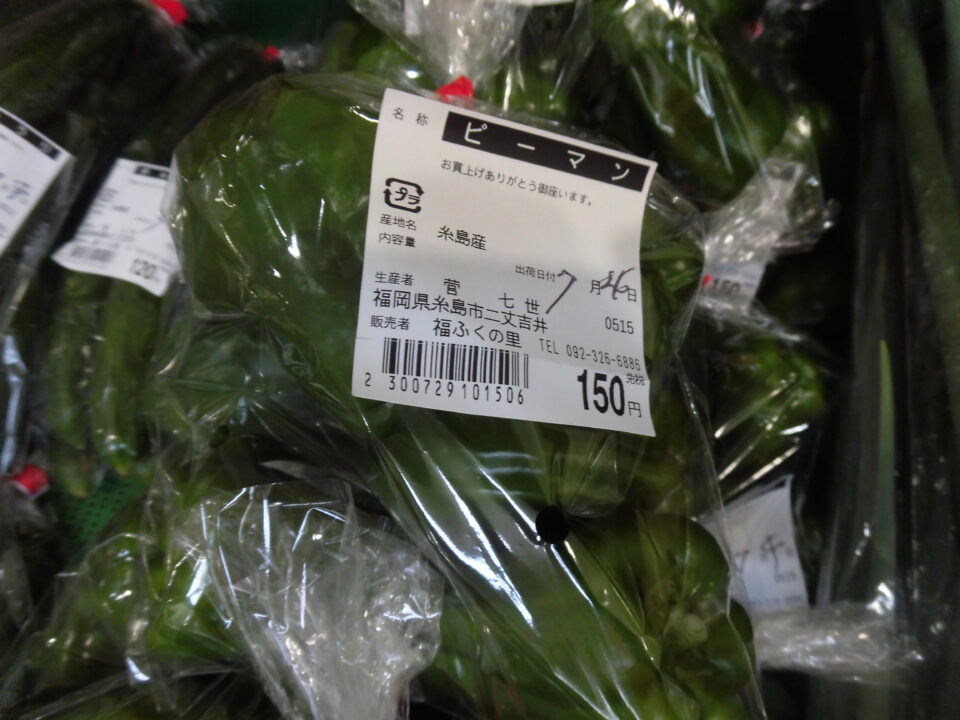 名称 ピーマン
お買上げありがとう御座います。
プラ
産地名 糸島産
内容量
出荷日付 7月26日
生産者 菅 七世
福岡県糸島市二丈吉井 0515
販売者 福ふくの里 TEL 092-326-6886
2 300729 101506
150円 免税
120
150